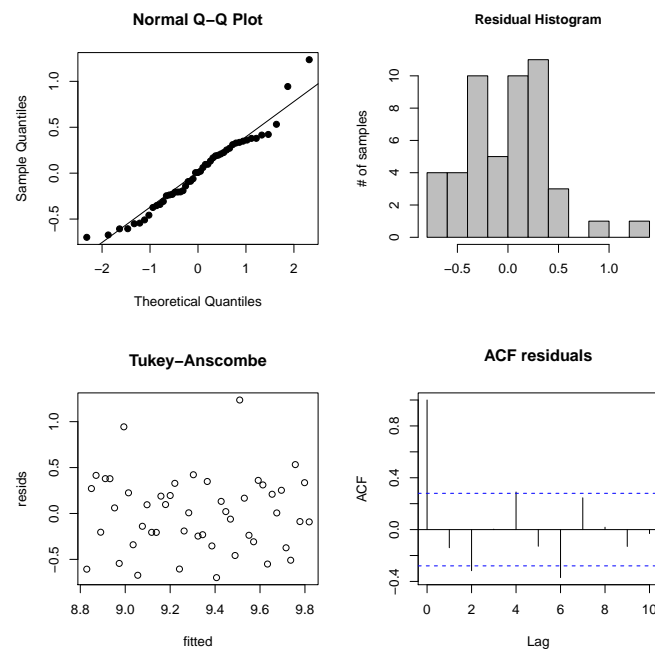 Normal Q−Q Plot
Sample Quantiles
1.0
0.5
0.0
−0.5
−2 −1 0 1 2
Theoretical Quantiles
Residual Histogram
# of samples
10
8
6
4
2
0
−0.5 0.0 0.5 1.0
Tukey−Anscombe
resids
1.0
0.5
0.0
−0.5
8.8 9.0 9.2 9.4 9.6 9.8
fitted
ACF residuals
ACF
0.8
0.4
0.0
−0.4
0 2 4 6 8 10
Lag